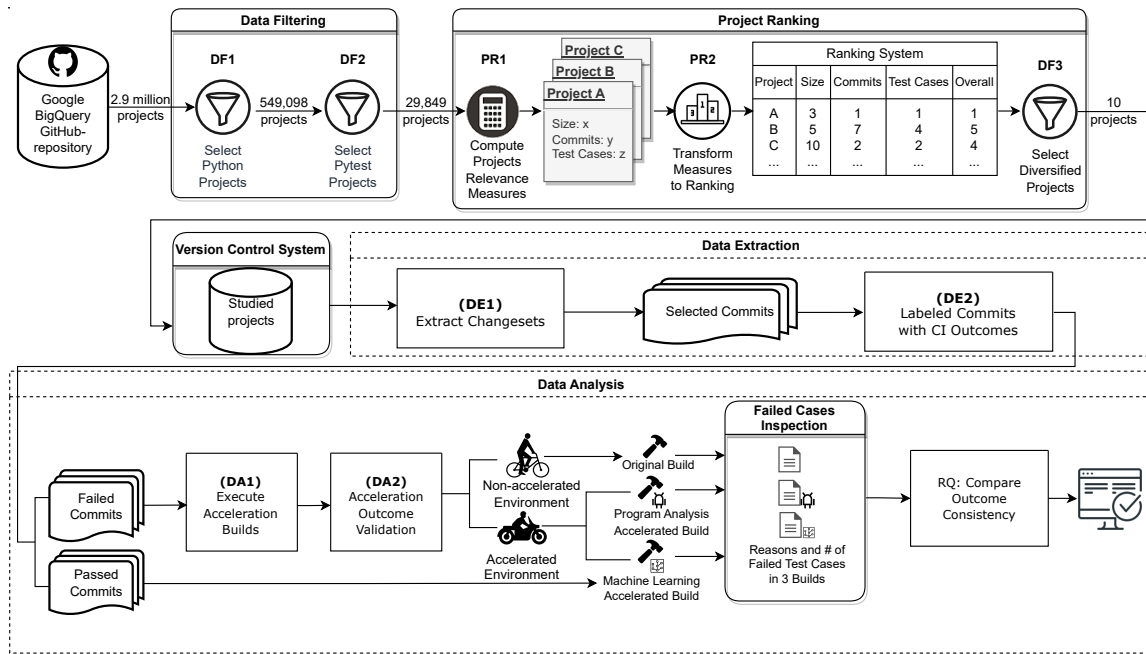 Data Filtering
Project Ranking
Google
BigQuery
GitHub-
repository
2.9 million
projects
DF1
Select
Python
Projects
549,098
projects
DF2
Select
Pytest
Projects
29,849
projects
PR1
Compute
Projects
Relevance
Measures
Project C
Project B
Project A
Size: x
Commits: y
Test Cases: z
PR2
Transform
Measures
to Ranking
Ranking System
Project Size Commits Test Cases Overall
A 3 1 1 1
B 5 7 4 5
C 10 2 2 4
... ... ... ... ...
DF3
Select
Diversified
Projects
10
projects
Version Control System
Studied
projects
Data Extraction
(DE1)
Extract Changesets
Selected Commits
(DE2)
Labeled Commits
with CI Outcomes
Data Analysis
Failed
Commits
Passed
Commits
(DA1)
Execute
Acceleration
Builds
(DA2)
Acceleration
Outcome
Validation
Non-accelerated
Environment
Accelerated
Environment
Original Build
Program Analysis
Accelerated Build
Machine Learning
Accelerated Build
Failed Cases
Inspection
Reasons and # of
Failed Test Cases
in 3 Builds
RQ: Compare
Outcome
Consistency